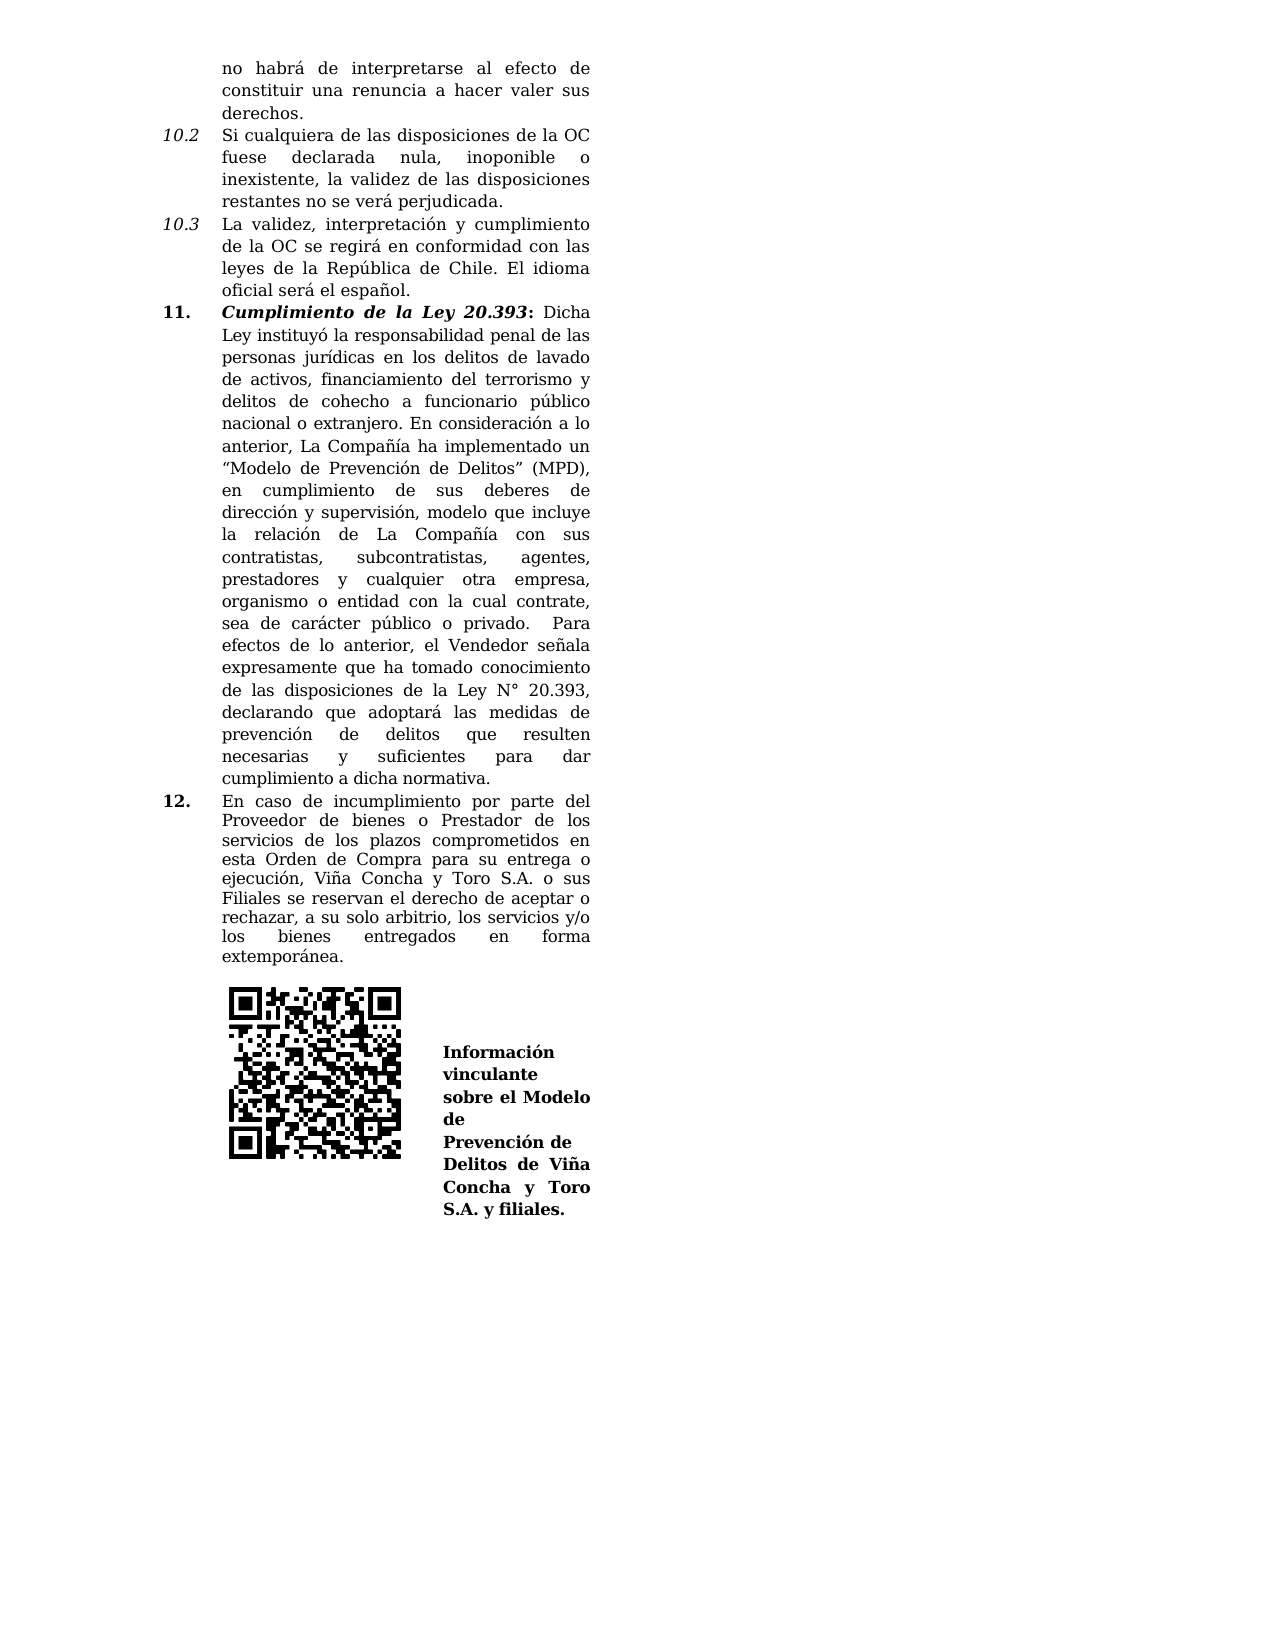 no habrá de interpretarse al efecto de
constituir una renuncia a hacer valer sus
derechos.
10.2 Si cualquiera de las disposiciones de la OC
fuese declarada nula, inoponible o
inexistente, la validez de las disposiciones
restantes no se verá perjudicada.
10.3 La validez, interpretación y cumplimiento
de la OC se regirá en conformidad con las
leyes de la República de Chile. El idioma
oficial será el español.
11. Cumplimiento de la Ley 20.393: Dicha
Ley instituyó la responsabilidad penal de las
personas jurídicas en los delitos de lavado
de activos, financiamiento del terrorismo y
delitos de cohecho a funcionario público
nacional o extranjero. En consideración a lo
anterior, La Compañía ha implementado un
“Modelo de Prevención de Delitos” (MPD),
en cumplimiento de sus deberes de
dirección y supervisión, modelo que incluye
la relación de La Compañía con sus
contratistas, subcontratistas, agentes,
prestadores y cualquier otra empresa,
organismo o entidad con la cual contrate,
sea de carácter público o privado. Para
efectos de lo anterior, el Vendedor señala
expresamente que ha tomado conocimiento
de las disposiciones de la Ley N° 20.393,
declarando que adoptará las medidas de
prevención de delitos que resulten
necesarias y suficientes para dar
cumplimiento a dicha normativa.
12. En caso de incumplimiento por parte del
Proveedor de bienes o Prestador de los
servicios de los plazos comprometidos en
esta Orden de Compra para su entrega o
ejecución, Viña Concha y Toro S.A. o sus
Filiales se reservan el derecho de aceptar o
rechazar, a su solo arbitrio, los servicios y/o
los bienes entregados en forma
extemporánea.
Información
vinculante
sobre el Modelo
de
Prevención de
Delitos de Viña
Concha y Toro
S.A. y filiales.